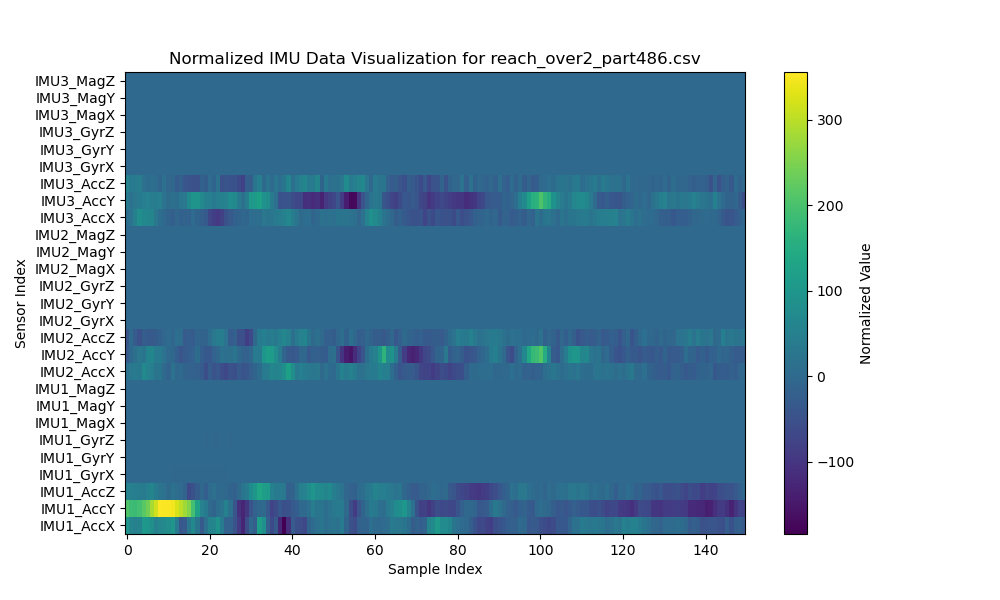 Normalized IMU Data Visualization for reach_over2_part486.csv
IMU3_MagZ
IMU3_MagY
IMU3_MagX
IMU3_GyrZ
IMU3_GyrY
IMU3_GyrX
IMU3_AccZ
IMU3_AccY
IMU3_AccX
IMU2_MagZ
IMU2_MagY
IMU2_MagX
IMU2_GyrZ
IMU2_GyrY
IMU2_GyrX
IMU2_AccZ
IMU2_AccY
IMU2_AccX
IMU1_MagZ
IMU1_MagY
IMU1_MagX
IMU1_GyrZ
IMU1_GyrY
IMU1_GyrX
IMU1_AccZ
IMU1_AccY
IMU1_AccX
Sensor Index
0 20 40 60 80 100 120 140
Sample Index
300
200
100
0
−100
Normalized Value